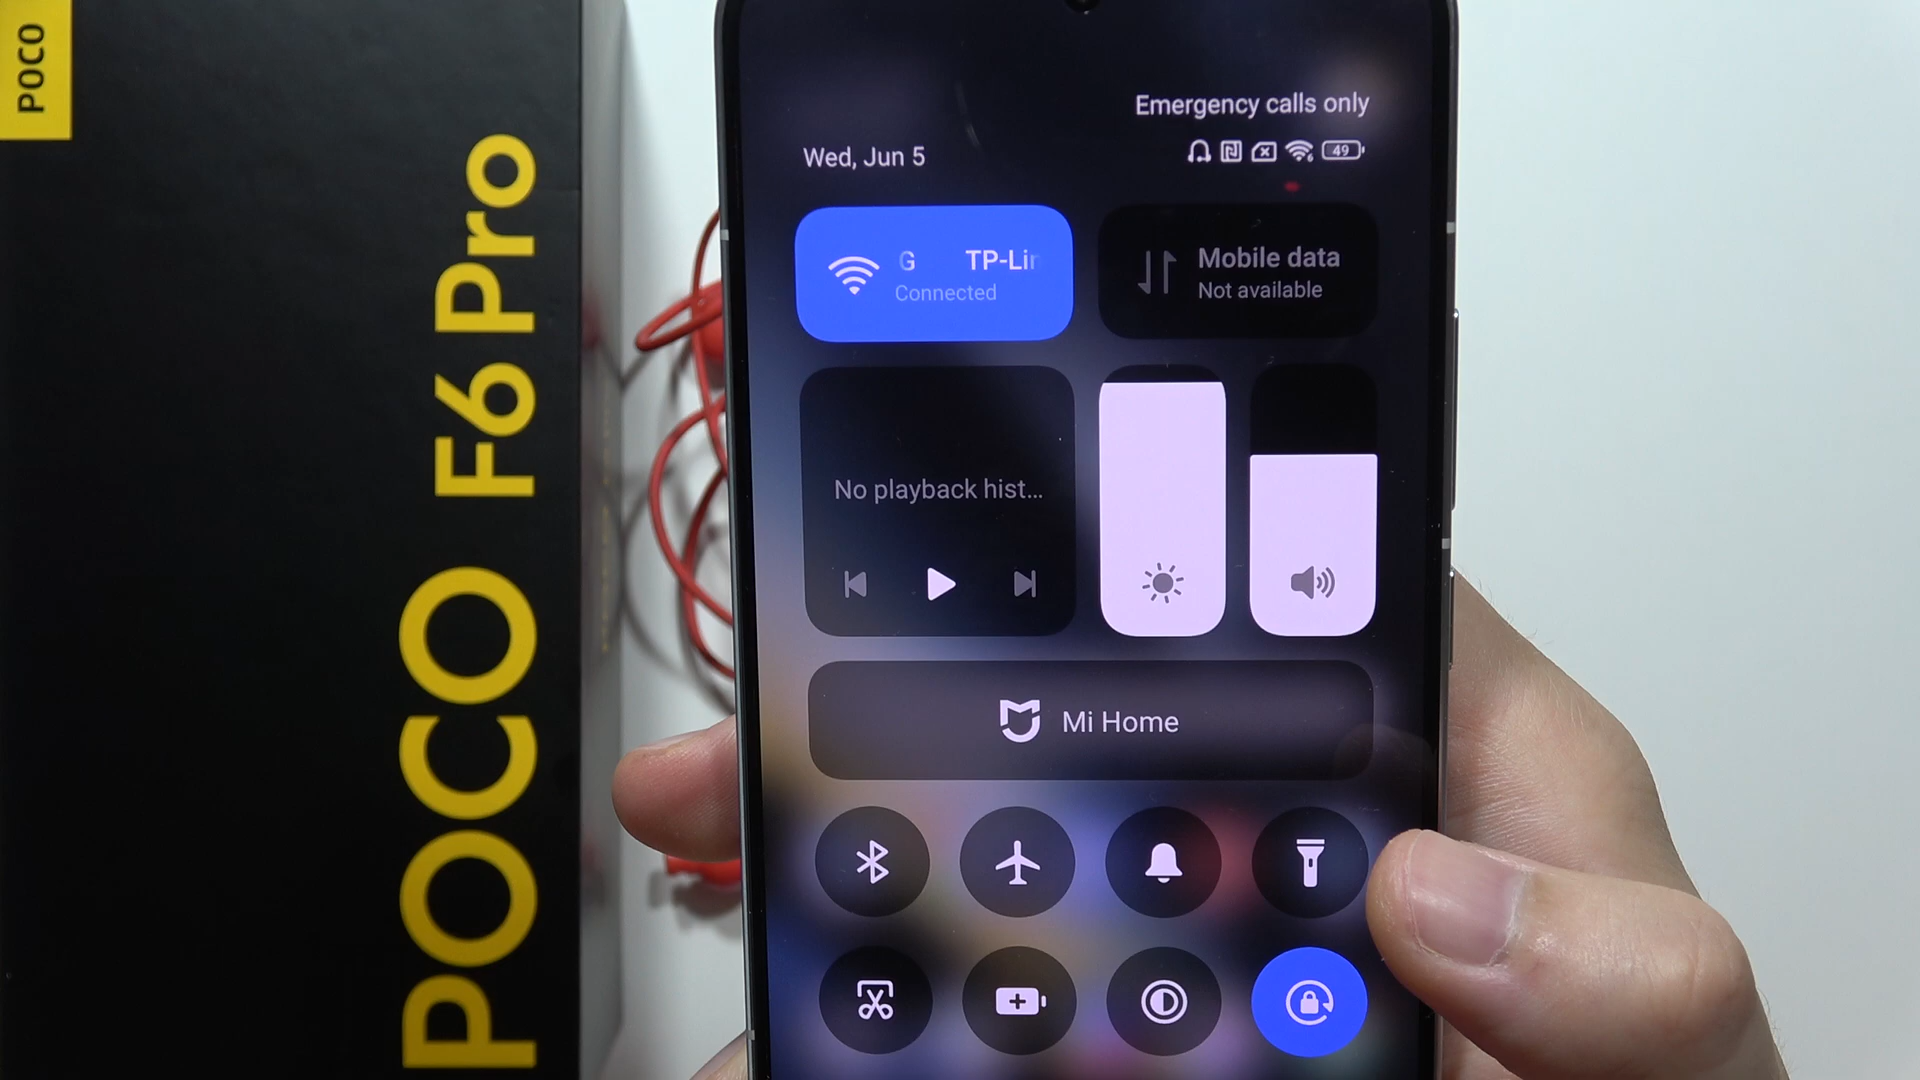 POCO
POCO F6 Pro
Emergency calls only
Wed, Jun 5
49
G TP-Lin
Connected
Mobile data
Not available
No playback hist...
Mi Home